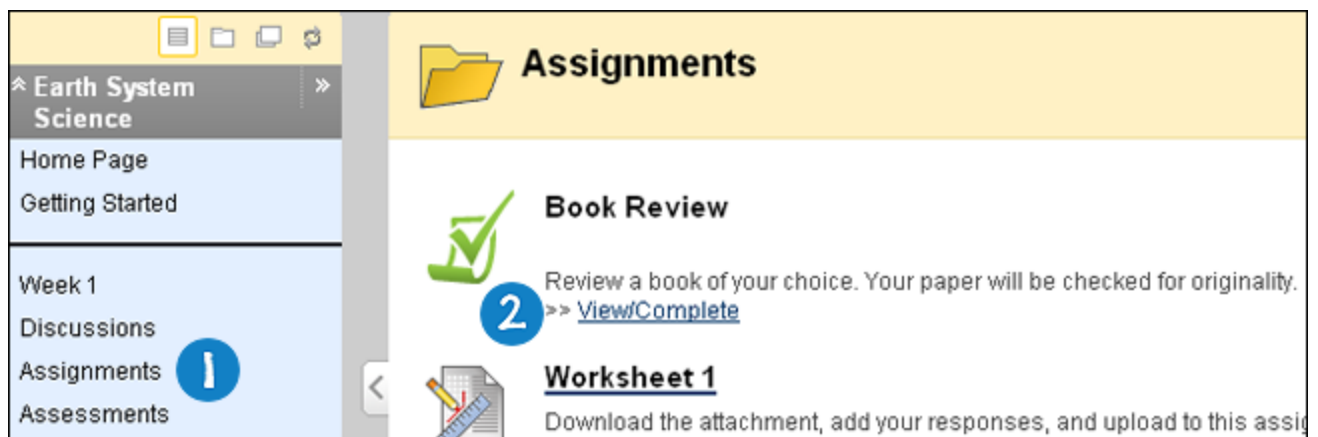 Earth System
Science
Home Page
Getting Started
Week 1
Discussions
Assignments 1
Assessments
Assignments
Book Review
Review a book of your choice. Your paper will be checked for originality.
2 >> View/Complete
Worksheet 1
Download the attachment, add your responses, and upload to this